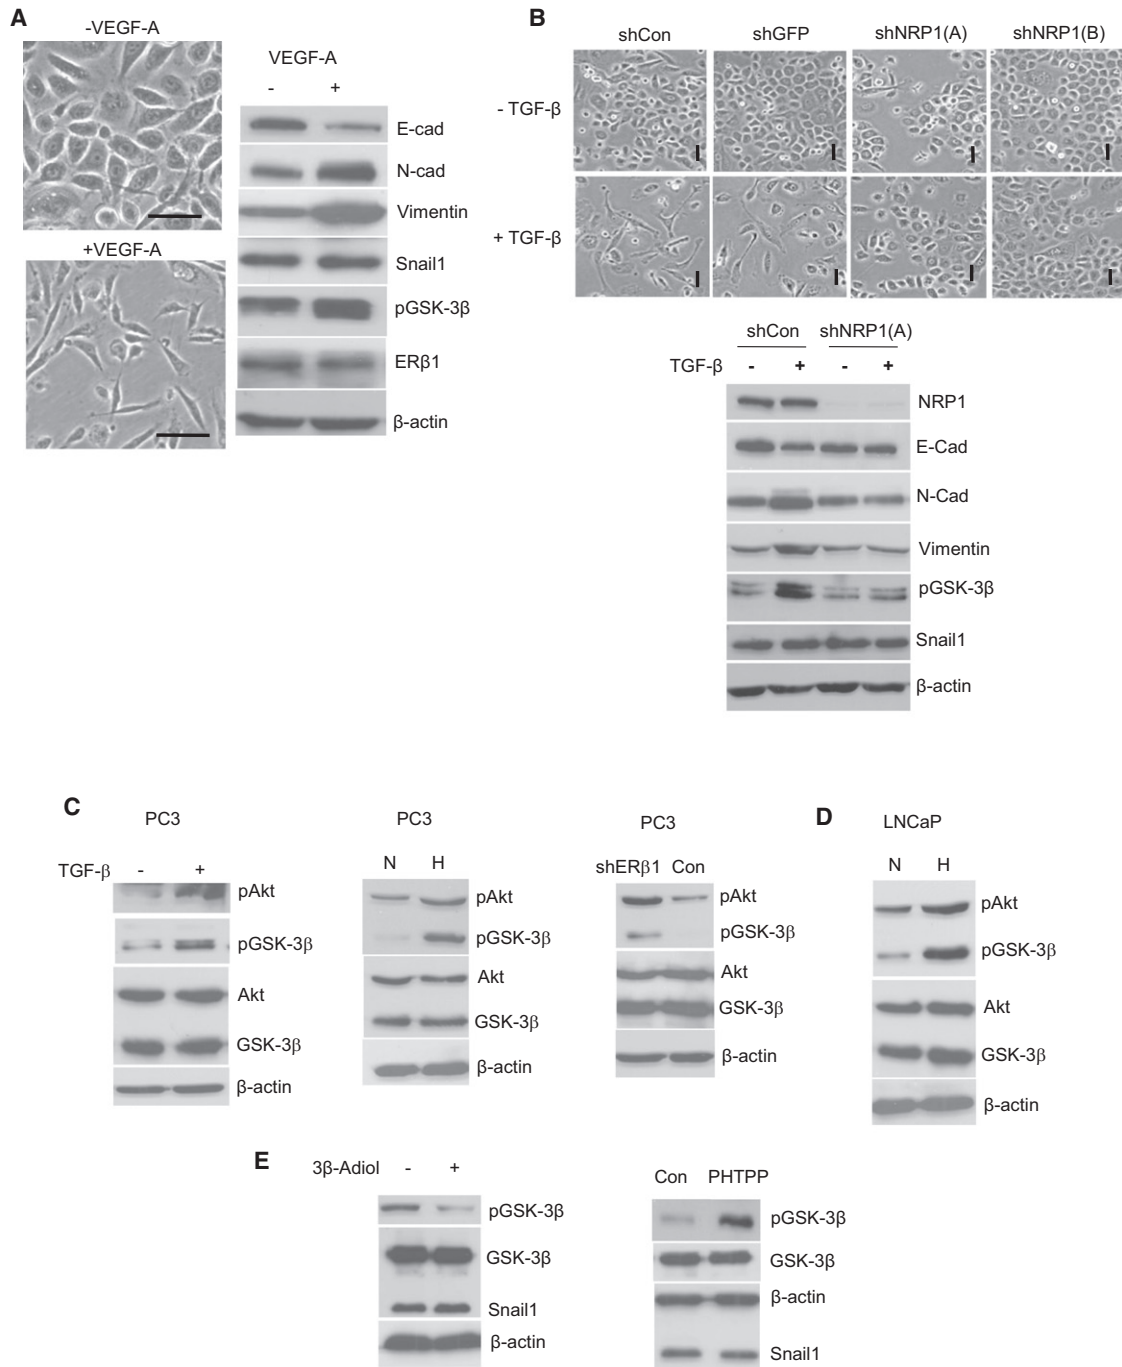 A
-VEGF-A
+VEGF-A
VEGF-A
- +
E-cad
N-cad
Vimentin
Snail1
pGSK-3β
ERβ1
β-actin
B
shCon shGFP shNRP1(A) shNRP1(B)
- TGF-β
+ TGF-β
shCon shNRP1(A)
TGF-β - + - +
NRP1
E-Cad
N-Cad
Vimentin
pGSK-3β
Snail1
β-actin
C
PC3
TGF-β - +
pAkt
pGSK-3β
Akt
GSK-3β
β-actin
PC3
N H
pAkt
pGSK-3β
Akt
GSK-3β
β-actin
PC3
shERβ1 Con
pAkt
pGSK-3β
Akt
GSK-3β
β-actin
D
LNCaP
N H
pAkt
pGSK-3β
Akt
GSK-3β
β-actin
E
3β-Adiol - +
pGSK-3β
GSK-3β
Snail1
β-actin
Con PHTPP
pGSK-3β
GSK-3β
β-actin
Snail1